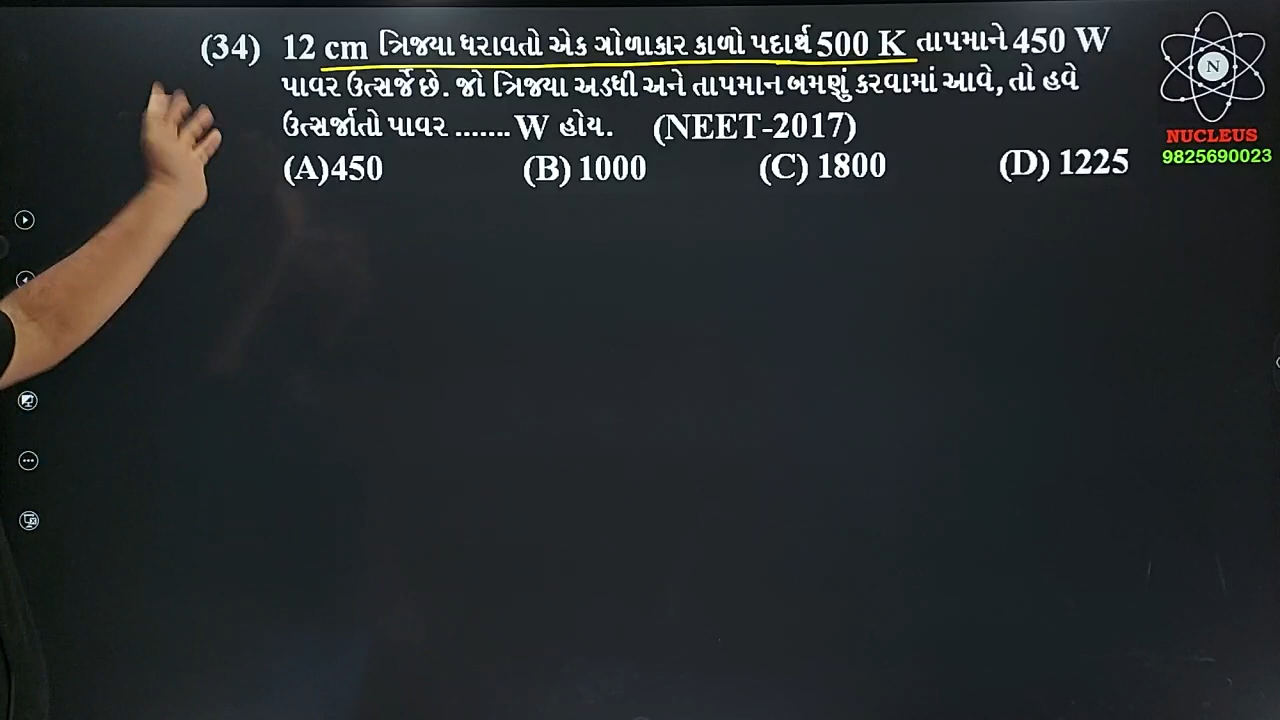 (34) 12 cm ત્રિજ્યા ધરાવતો એક ગોળાકાર કાળો પદાર્થ 500 K તાપમાને 450 W
પાવર ઉત્સર્જે છે. જો ત્રિજ્યા અડધી અને તાપમાન બમણું કરવામાં આવે, તો હવે
ઉત્સર્જાતો પાવર ....... W હોય. (NEET-2017)
(A)450 (B) 1000 (C) 1800 (D) 1225
N
NUCLEUS
9825690023